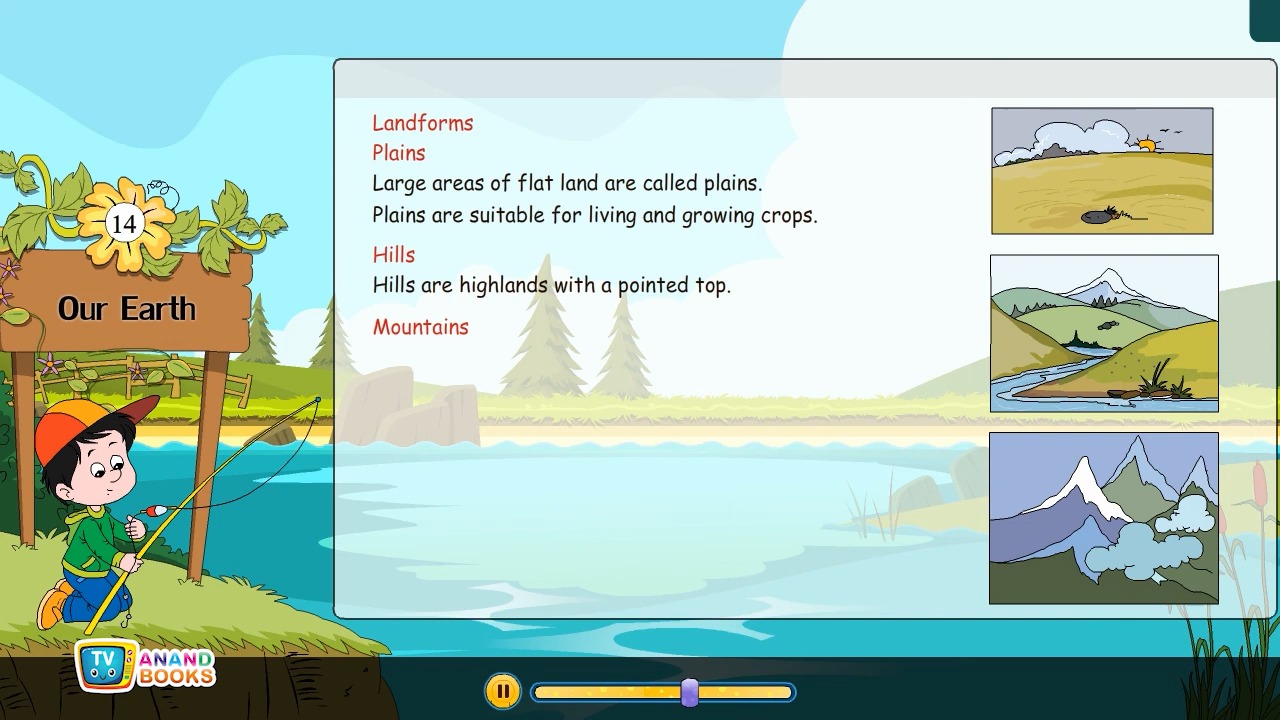 Landforms
Plains
Large areas of flat land are called plains.
Plains are suitable for living and growing crops.
Hills
Hills are highlands with a pointed top.
Mountains
14
Our Earth
TV
ANAND
BOOKS